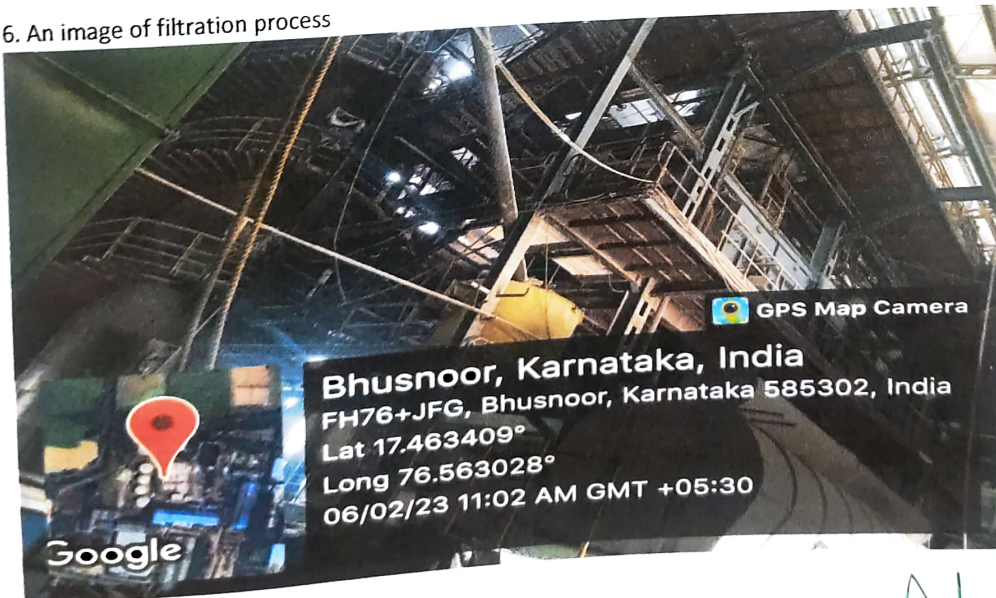 6. An image of filtration process
GPS Map Camera
Bhusnoor, Karnataka, India
FH76+JFG, Bhusnoor, Karnataka 585302, India
Lat 17.463409°
Long 76.563028°
06/02/23 11:02 AM GMT +05:30
Google